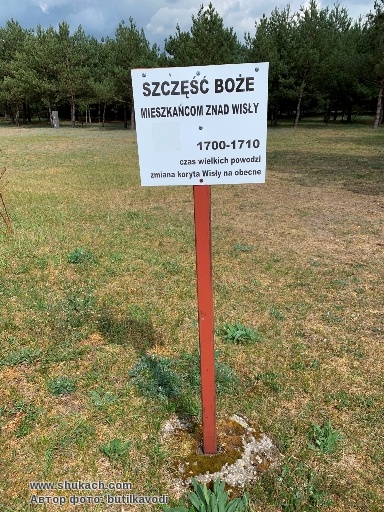 SZCZĘŚĆ BOŻE
MIESZKAŃCOM ZNAD WISŁY
1700-1710
czas wielkich powodzi
zmiana koryta Wisły na obecne
www.shukach.com
Автор фото: butilkavodi